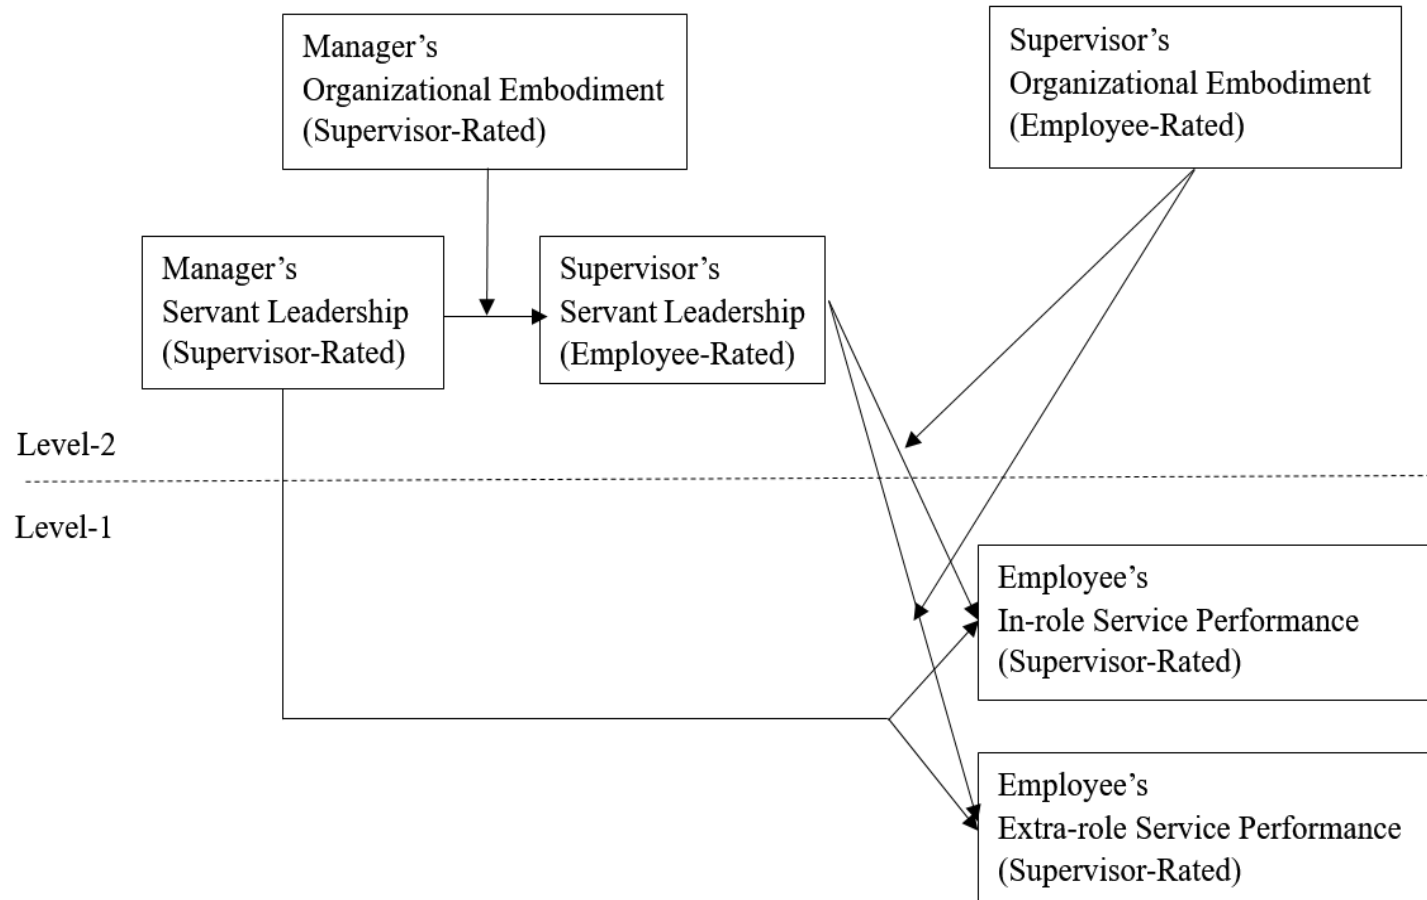 Manager’s
Organizational Embodiment
(Supervisor-Rated)
Supervisor’s
Organizational Embodiment
(Employee-Rated)
Manager’s
Servant Leadership
(Supervisor-Rated)
Supervisor’s
Servant Leadership
(Employee-Rated)
Level-2
Level-1
Employee’s
In-role Service Performance
(Supervisor-Rated)
Employee’s
Extra-role Service Performance
(Supervisor-Rated)